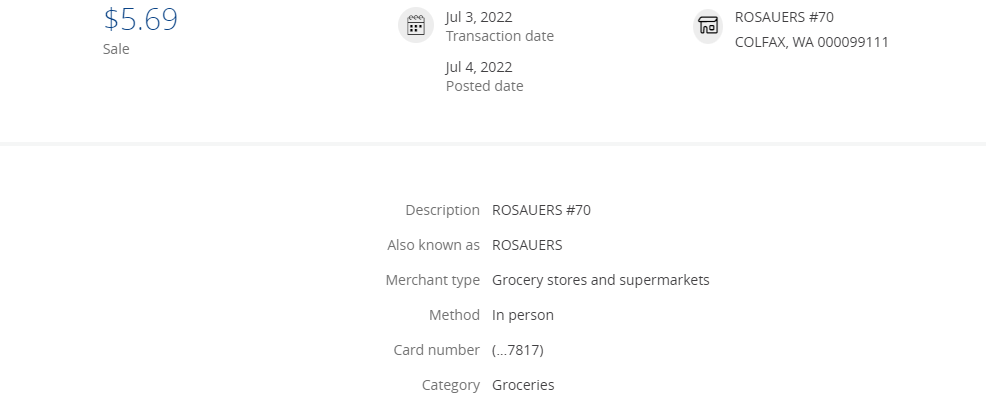 $5.69
Sale
Jul 3, 2022
Transaction date
Jul 4, 2022
Posted date
ROSAUERS #70
COLFAX, WA 000099111
Description ROSAUERS #70
Also known as ROSAUERS
Merchant type Grocery stores and supermarkets
Method In person
Card number (...7817)
Category Groceries